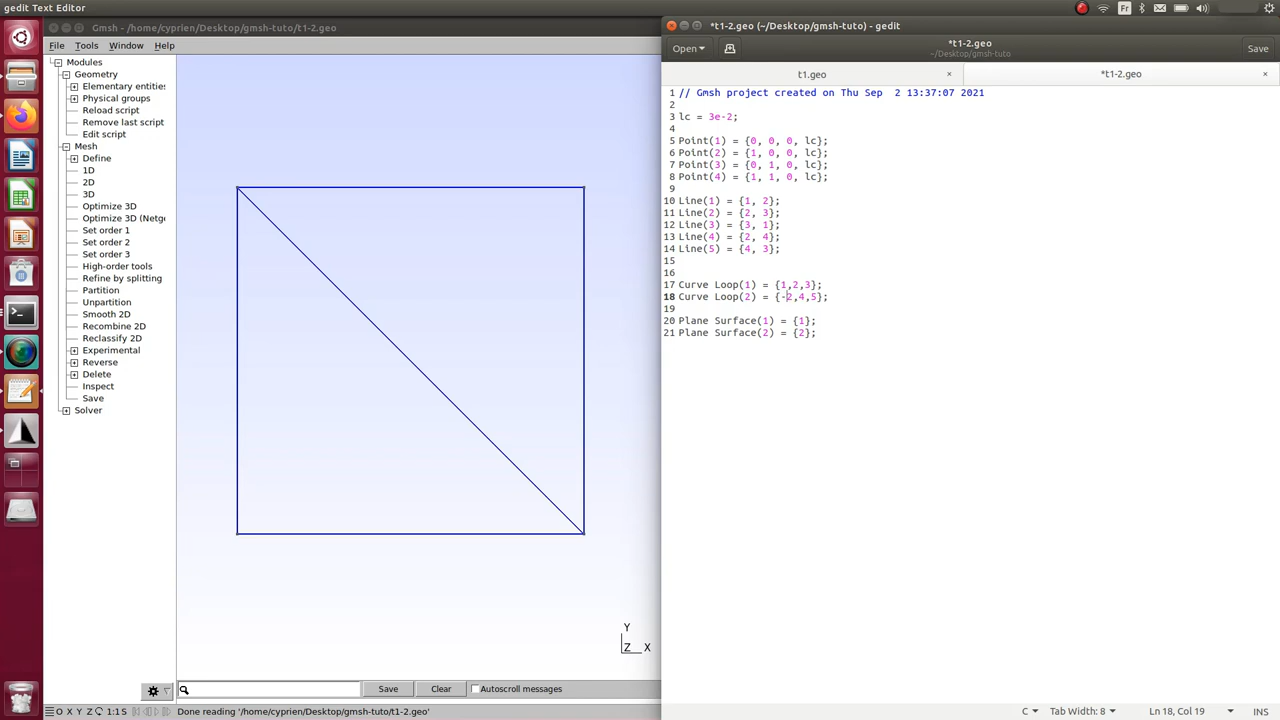 gedit Text Editor
Fr
Gmsh - /home/cyprien/Desktop/gmsh-tuto/t1-2.geo
File Tools Window Help
Modules
Geometry
Elementary entities
Physical groups
Reload script
Remove last script
Edit script
Mesh
Define
1D
2D
3D
Optimize 3D
Optimize 3D (Netg
Set order 1
Set order 2
Set order 3
High-order tools
Refine by splitting
Partition
Unpartition
Smooth 2D
Recombine 2D
Reclassify 2D
Experimental
Reverse
Delete
Inspect
Save
Solver
Y
Z X
Save Clear Autoscroll messages
O X Y Z 1:1 S Done reading '/home/cyprien/Desktop/gmsh-tuto/t1-2.geo'
*t1-2.geo (~/Desktop/gmsh-tuto) - gedit
Open *t1-2.geo Save
~/Desktop/gmsh-tuto
t1.geo × *t1-2.geo ×
1 // Gmsh project created on Thu Sep  2 13:37:07 2021
2
3 lc = 3e-2;
4
5 Point(1) = {0, 0, 0, lc};
6 Point(2) = {1, 0, 0, lc};
7 Point(3) = {0, 1, 0, lc};
8 Point(4) = {1, 1, 0, lc};
9
10 Line(1) = {1, 2};
11 Line(2) = {2, 3};
12 Line(3) = {3, 1};
13 Line(4) = {2, 4};
14 Line(5) = {4, 3};
15
16
17 Curve Loop(1) = {1,2,3};
18 Curve Loop(2) = {-2,4,5};
19
20 Plane Surface(1) = {1};
21 Plane Surface(2) = {2};
C Tab Width: 8 Ln 18, Col 19 INS